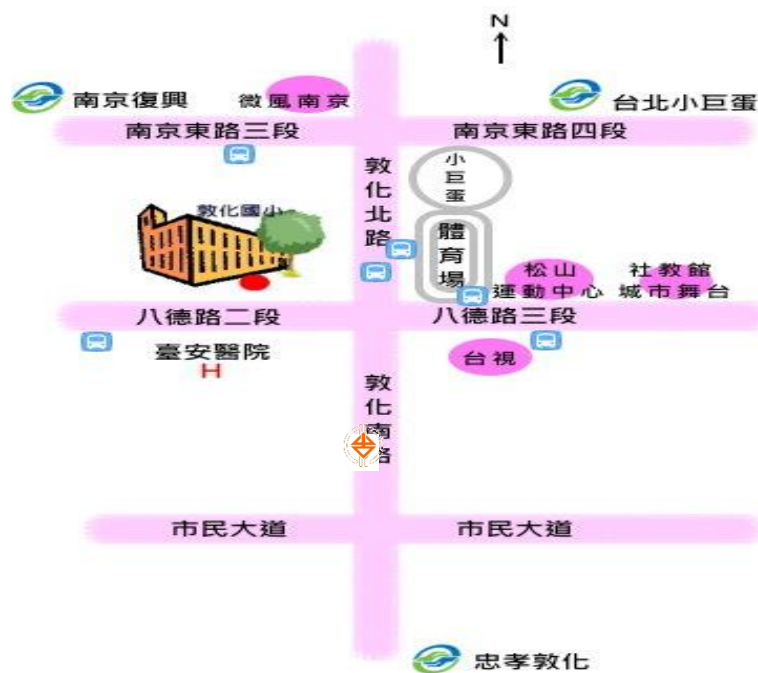 N
南京復興
微風南京
台北小巨蛋
南京東路三段
南京東路四段
敦化北路
小巨蛋
敦化國小
體育場
松山
運動中心
社教館
城市舞台
八德路二段
八德路三段
臺安醫院
H
台視
敦化南路
市民大道
市民大道
忠孝敦化